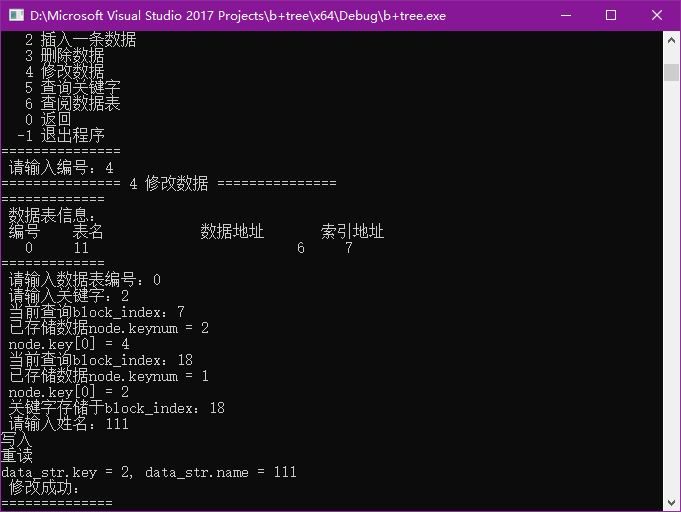 D:\Microsoft Visual Studio 2017 Projects\b+tree\x64\Debug\b+tree.exe
2 插入一条数据
3 删除数据
4 修改数据
5 查询关键字
6 查阅数据表
0 返回
-1 退出程序
===============
请输入编号：4
=============== 4 修改数据 ===============
=============
数据表信息：
编号 表名 数据地址 索引地址
0 11 6 7
=============
请输入数据表编号：0
请输入关键字：2
当前查询block_index：7
已存储数据node.keynum = 2
node.key[0] = 4
当前查询block_index：18
已存储数据node.keynum = 1
node.key[0] = 2
关键字存储于block_index：18
请输入姓名：111
写入
重读
data_str.key = 2, data_str.name = 111
修改成功：
==============